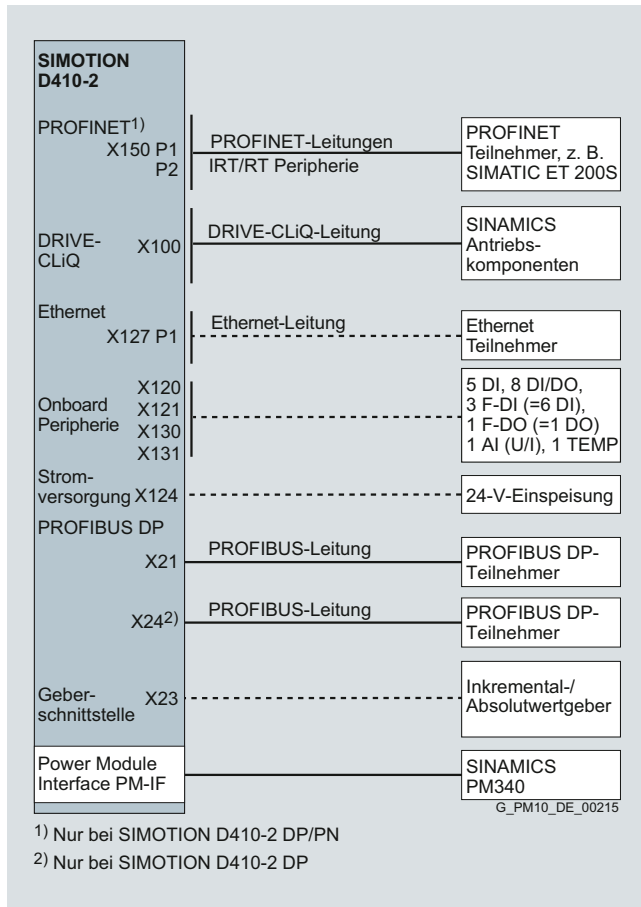 SIMOTION
D410-2
PROFINET1)
X150 P1
P2
PROFINET-Leitungen
IRT/RT Peripherie
PROFINET
Teilnehmer, z. B.
SIMATIC ET 200S
DRIVE-
CLiQ
X100
DRIVE-CLiQ-Leitung
SINAMICS
Antriebs-
komponenten
Ethernet
X127 P1
Ethernet-Leitung
Ethernet
Teilnehmer
Onboard
Peripherie
X120
X121
X130
X131
5 DI, 8 DI/DO,
3 F-DI (=6 DI),
1 F-DO (=1 DO)
1 AI (U/I), 1 TEMP
Strom-
versorgung X124
24-V-Einspeisung
PROFIBUS DP
X21
PROFIBUS-Leitung
PROFIBUS DP-
Teilnehmer
X242)
PROFIBUS-Leitung
PROFIBUS DP-
Teilnehmer
Geber-
schnittstelle
X23
Inkremental-/
Absolutwertgeber
Power Module
Interface PM-IF
SINAMICS
PM340
G_PM10_DE_00215
1) Nur bei SIMOTION D410-2 DP/PN
2) Nur bei SIMOTION D410-2 DP